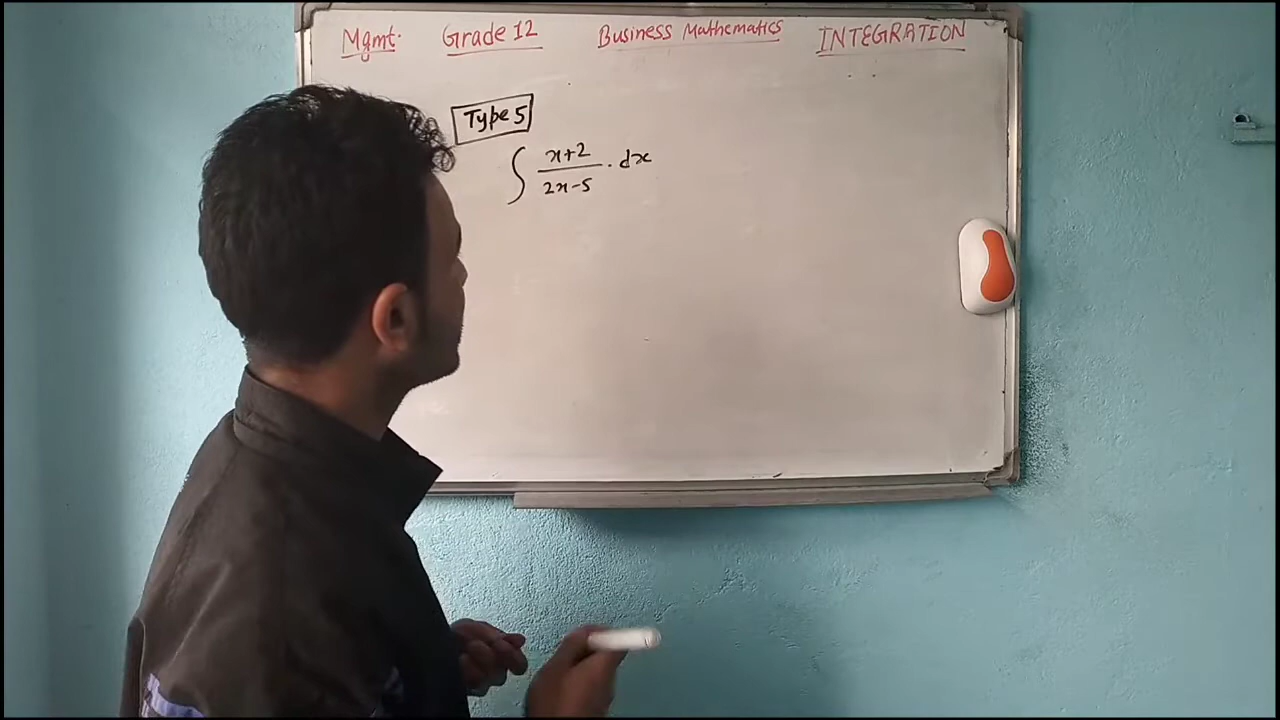 Mgmt. Grade 12 Business Mathematics INTEGRATION
Type 5
∫ x+2 / 2x-5 . dx